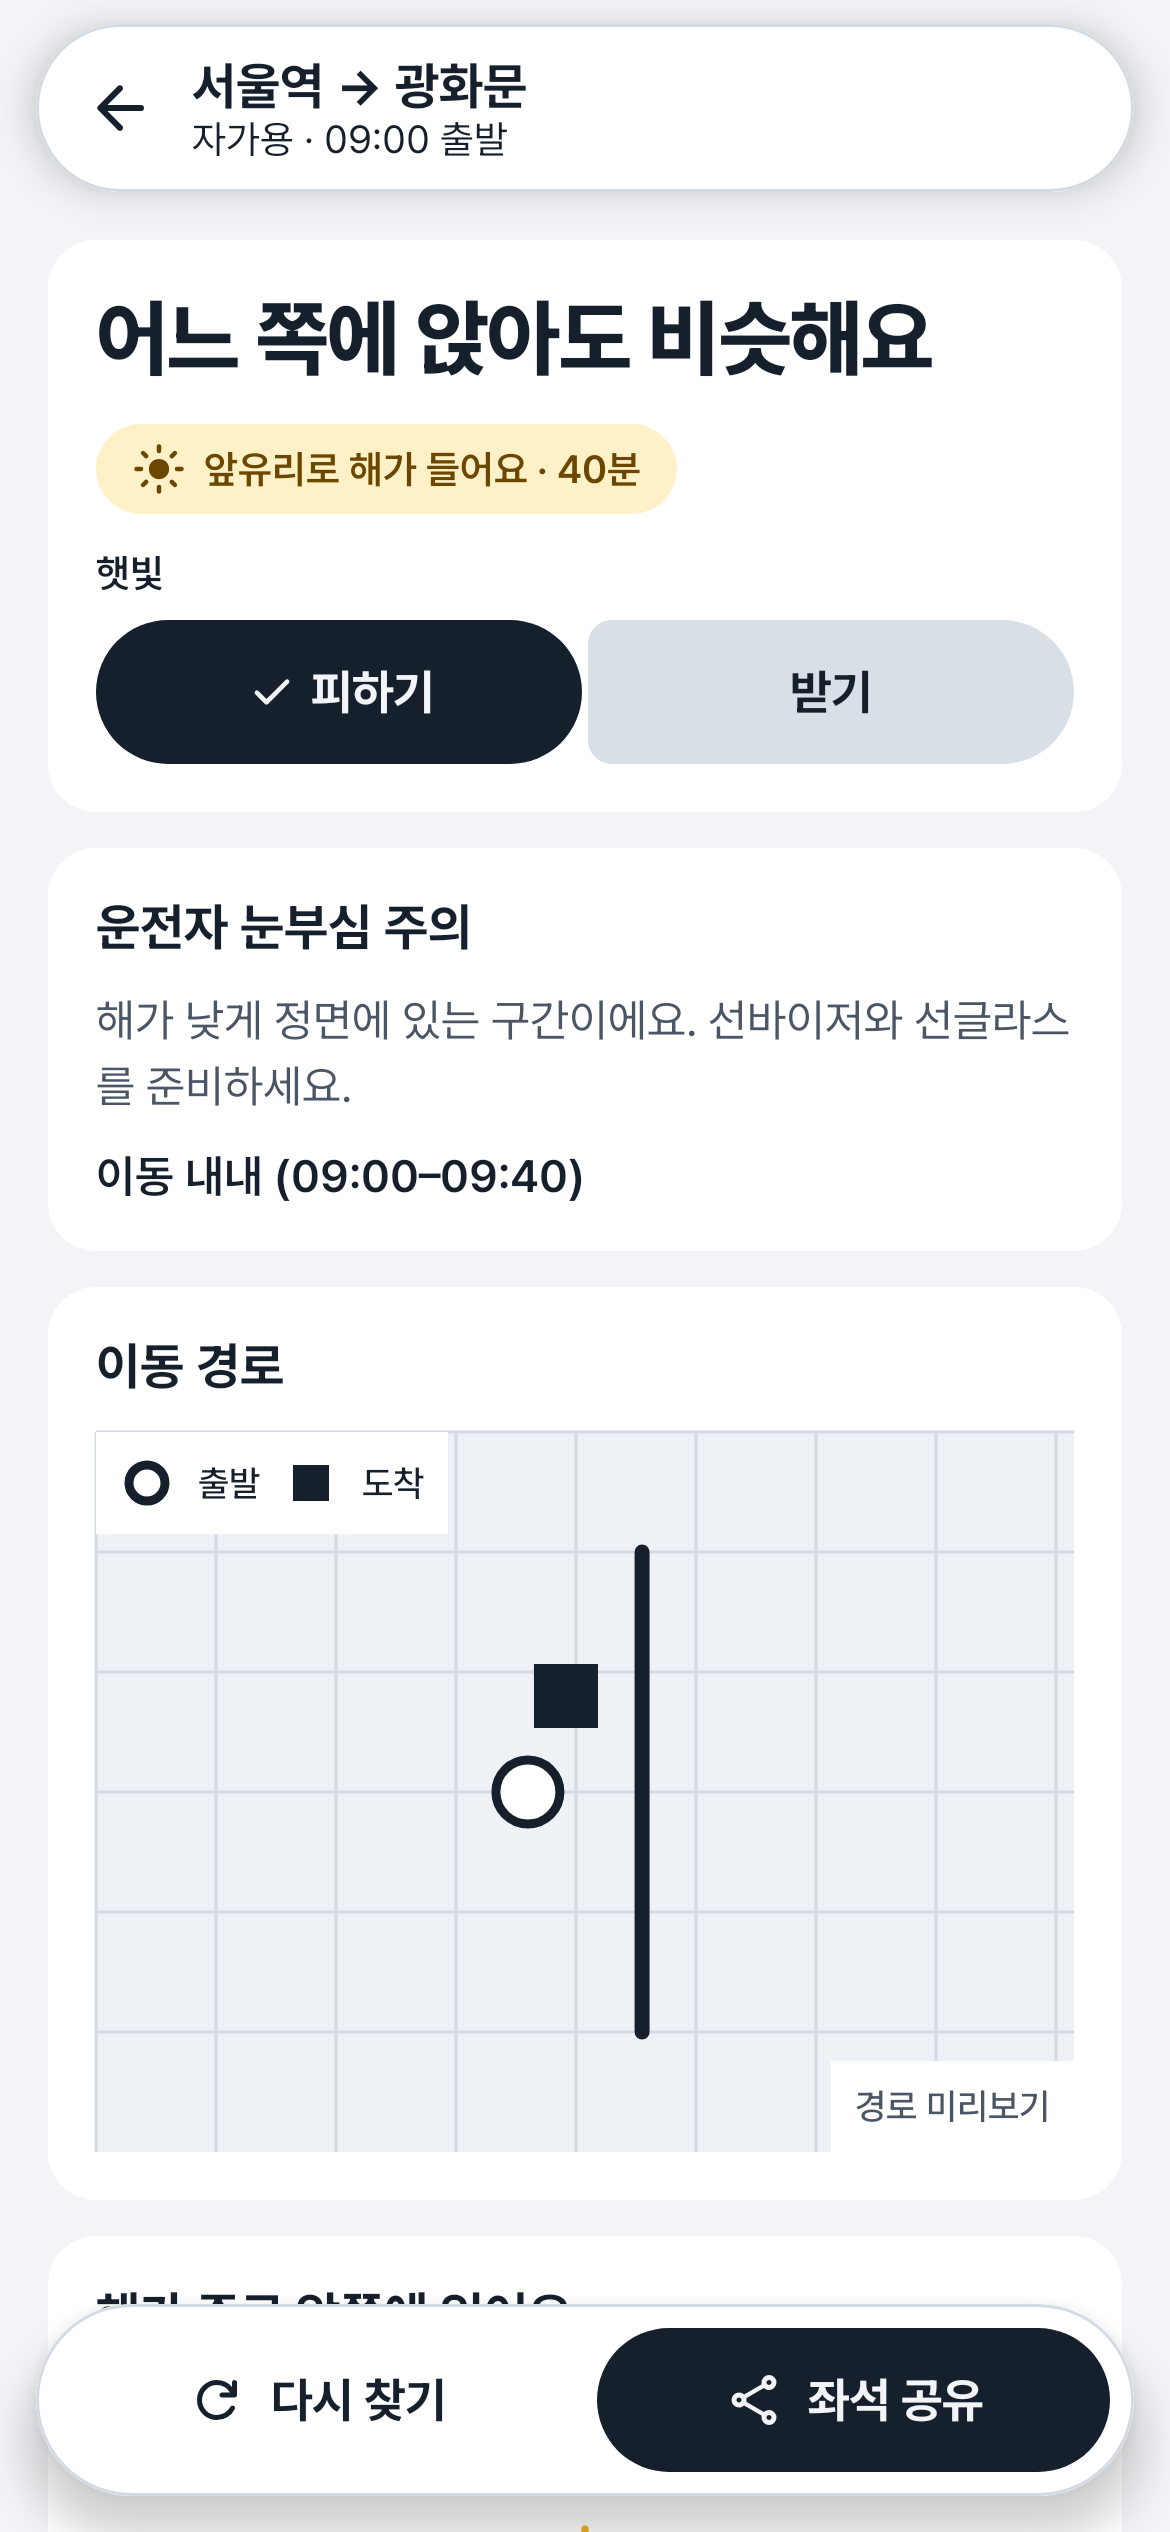 서울역 → 광화문
자가용 · 09:00 출발
어느 쪽에 앉아도 비슷해요
앞유리로 해가 들어요 · 40분
햇빛
피하기
받기
운전자 눈부심 주의
해가 낮게 정면에 있는 구간이에요. 선바이저와 선글라스
를 준비하세요.
이동 내내 (09:00–09:40)
이동 경로
출발
도착
경로 미리보기
다시 찾기
좌석 공유